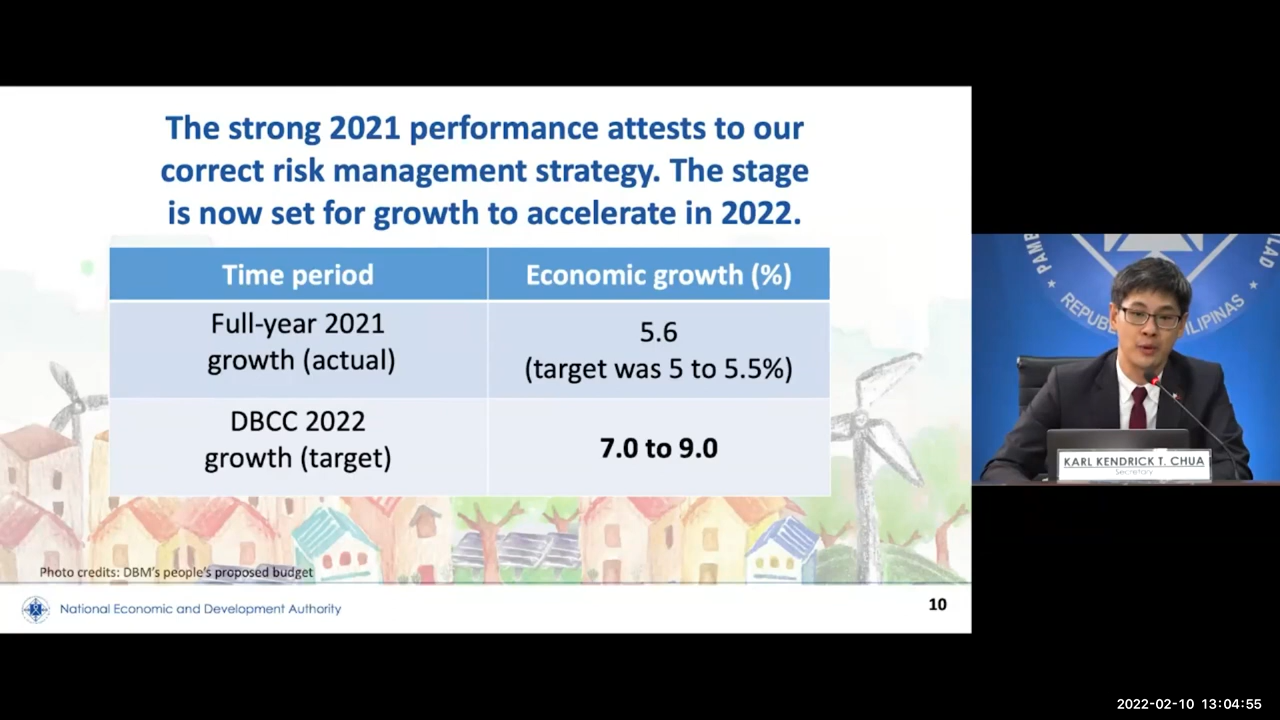 The strong 2021 performance attests to our
correct risk management strategy. The stage
is now set for growth to accelerate in 2022.
Time period
Economic growth (%)
Full-year 2021
growth (actual)
5.6
(target was 5 to 5.5%)
DBCC 2022
growth (target)
7.0 to 9.0
Photo credits: DBM's people's proposed budget
National Economic and Development Authority
10
REPUB
ILIPINAS
KARL KENDRICK T. CHUA
Secretary
2022-02-10 13:04:55